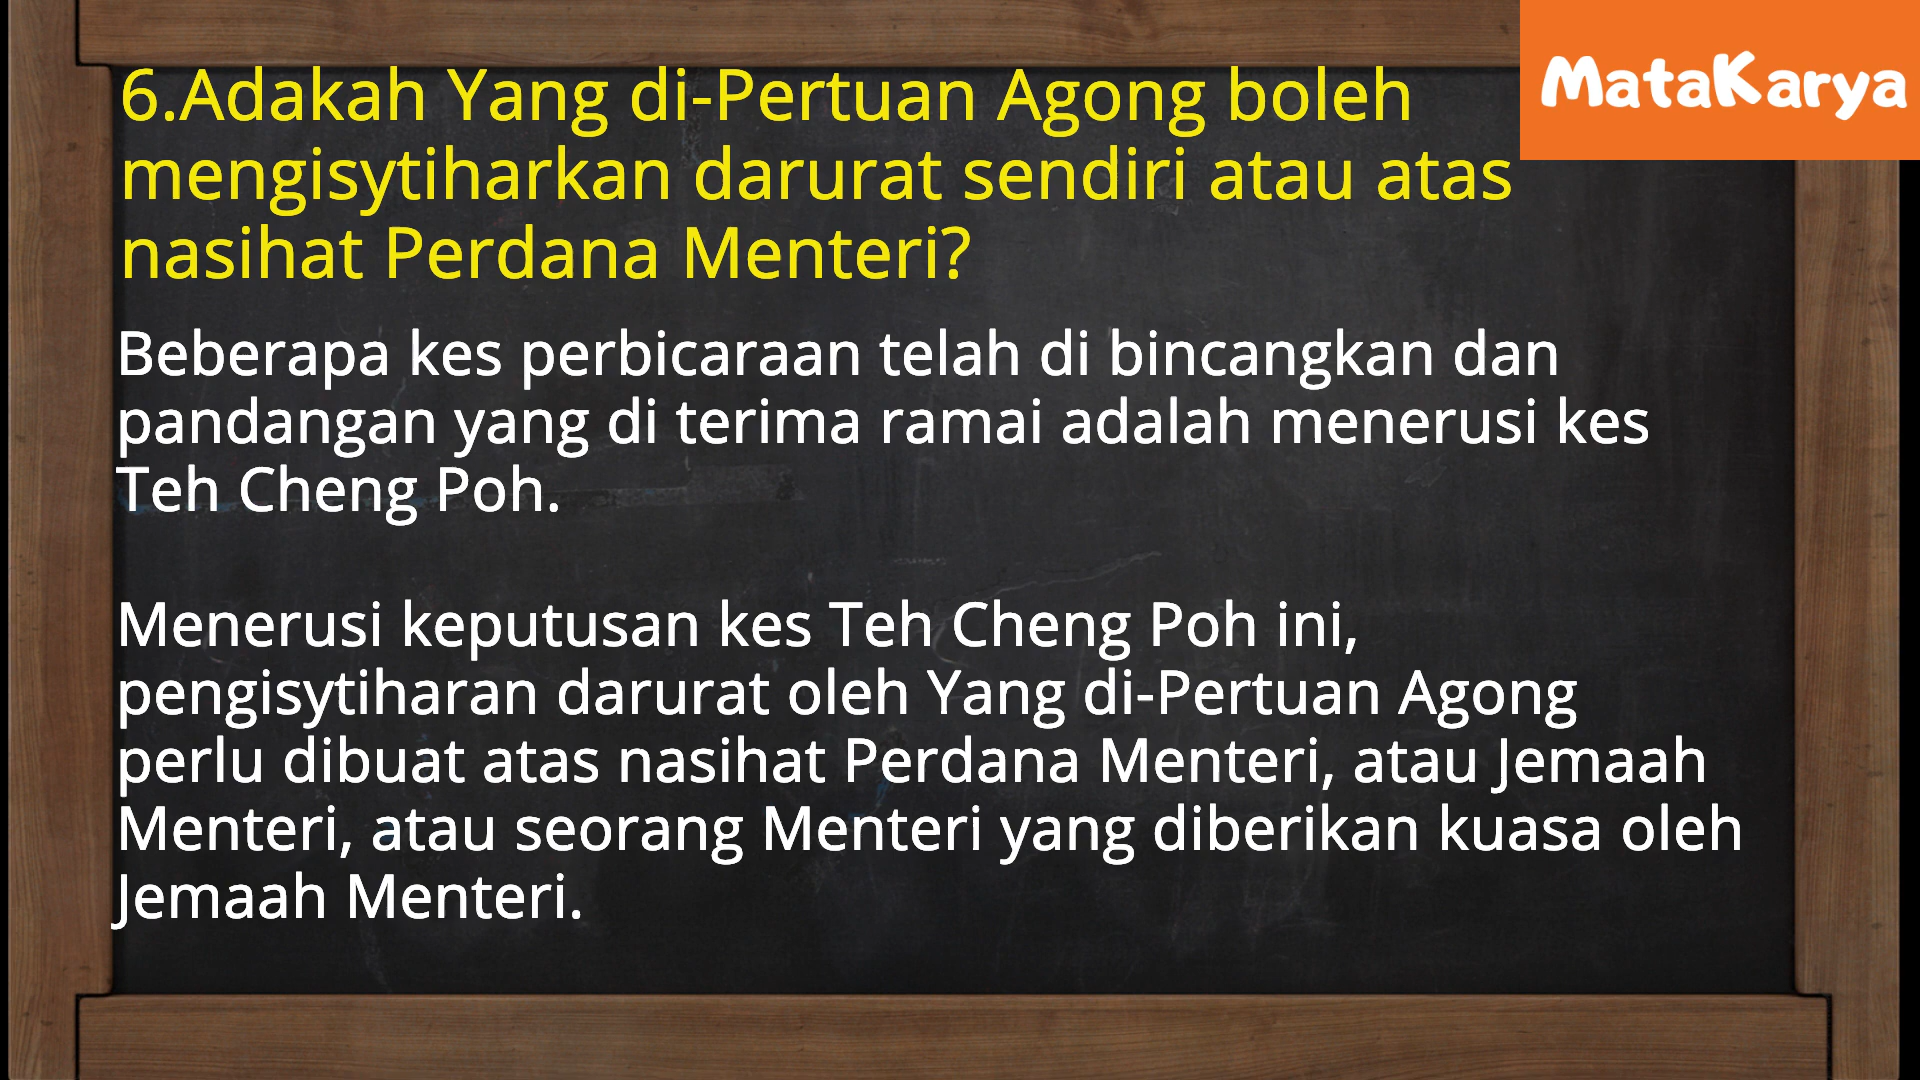 MataKarya
6.Adakah Yang di-Pertuan Agong boleh
mengisytiharkan darurat sendiri atau atas
nasihat Perdana Menteri?
Beberapa kes perbicaraan telah di bincangkan dan
pandangan yang di terima ramai adalah menerusi kes
Teh Cheng Poh.
Menerusi keputusan kes Teh Cheng Poh ini,
pengisytiharan darurat oleh Yang di-Pertuan Agong
perlu dibuat atas nasihat Perdana Menteri, atau Jemaah
Menteri, atau seorang Menteri yang diberikan kuasa oleh
Jemaah Menteri.